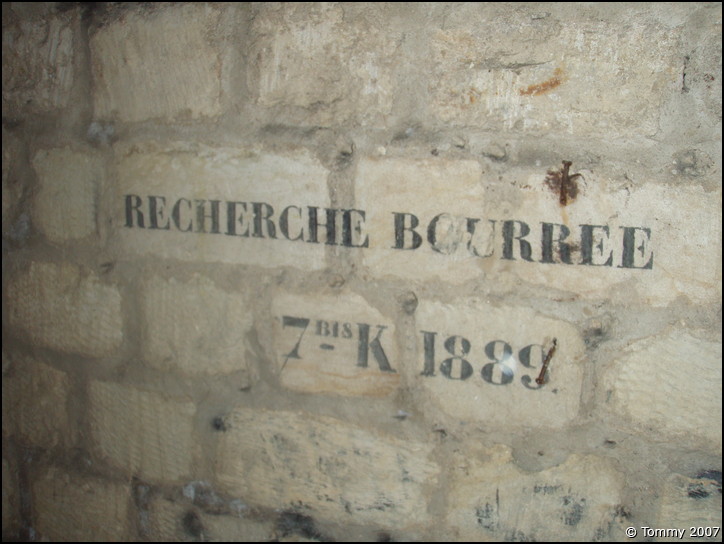 RECHERCHE BOURREE
7BIS K 1889
© Tommy 2007